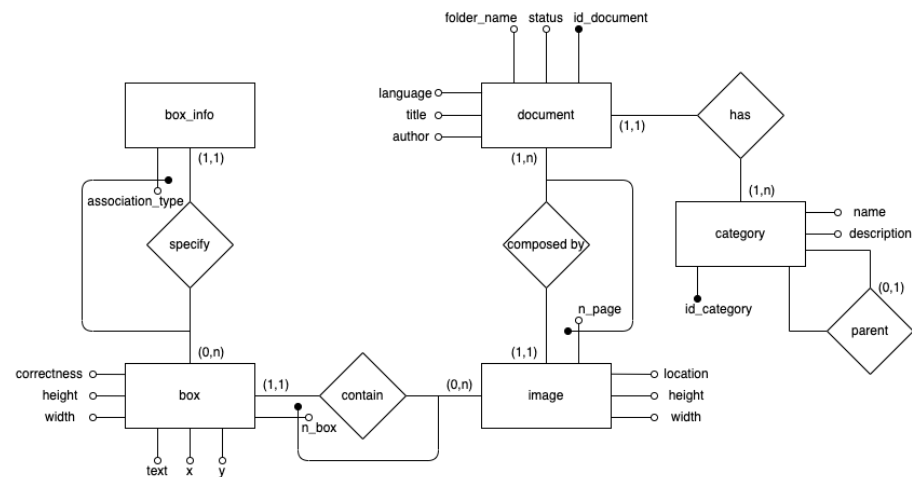 folder_name status id_document
language
title
author
document
(1,1)
has
box_info
(1,1)
(1,n)
association_type
(1,n)
name
category
description
specify
composed by
(0,1)
id_category
n_page
parent
(0,n)
(1,1)
correctness
height
width
box
(1,1)
contain
(0,n)
image
location
height
width
n_box
text x y